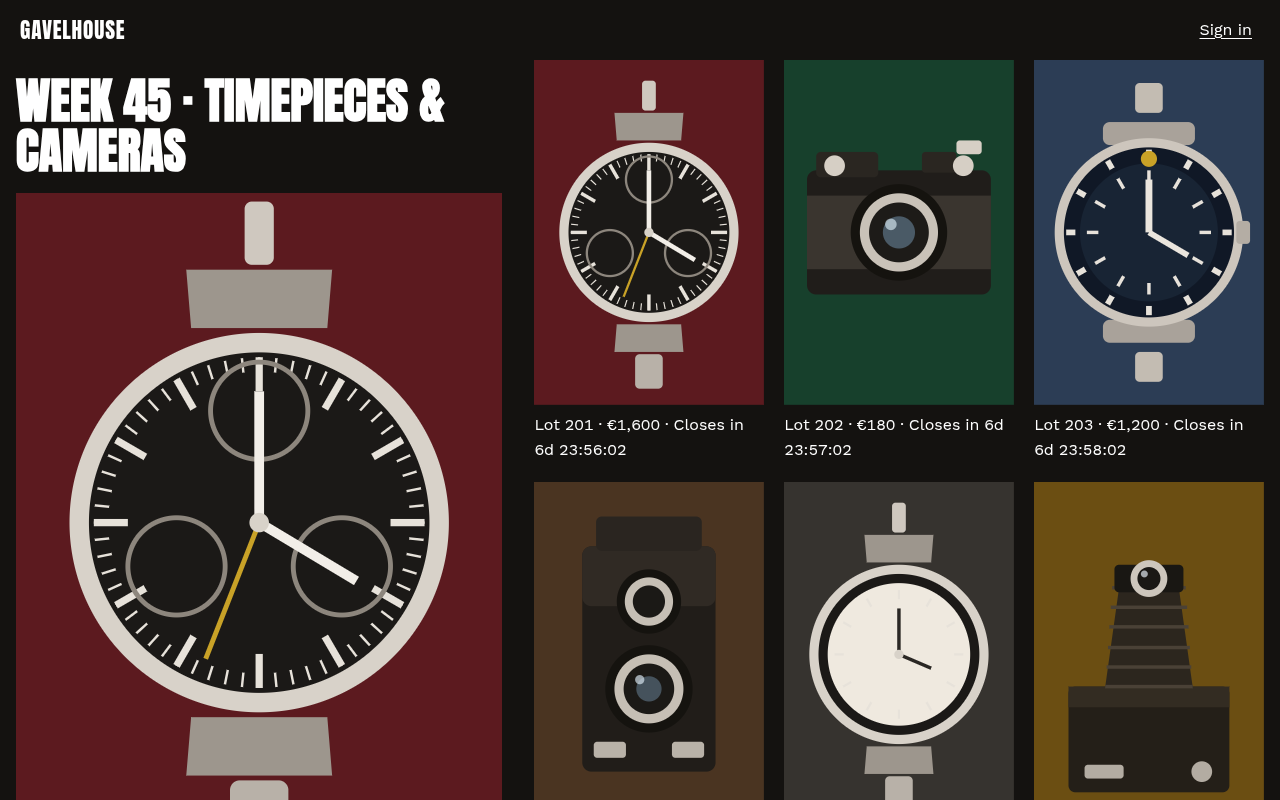 GAVELHOUSE
Sign in
WEEK 45 · TIMEPIECES &
CAMERAS
Lot 201 · €1,600 · Closes in
6d 23:56:02
Lot 202 · €180 · Closes in 6d
23:57:02
Lot 203 · €1,200 · Closes in
6d 23:58:02